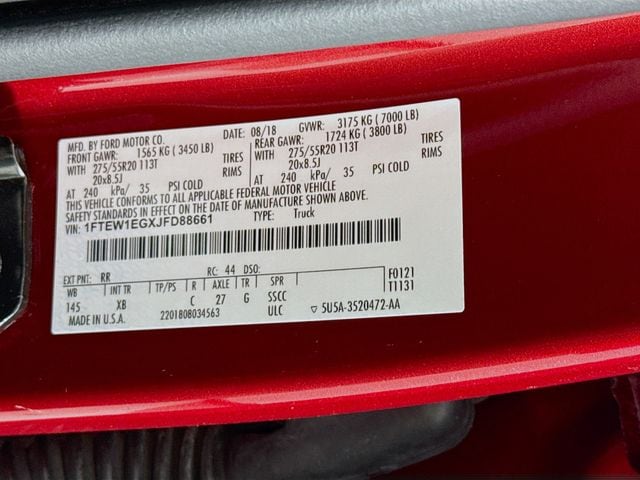 MFD. BY FORD MOTOR CO.
DATE: 08/18 GVWR: 3175 KG (7000 LB)
FRONT GAWR: 1565 KG (3450 LB) REAR GAWR: 1724 KG (3800 LB)
WITH 275/55R20 113T TIRES WITH 275/55R20 113T TIRES
20x8.5J RIMS 20x8.5J RIMS
AT 240 kPa/ 35 PSI COLD AT 240 kPa/ 35 PSI COLD
THIS VEHICLE CONFORMS TO ALL APPLICABLE FEDERAL MOTOR VEHICLE
SAFETY STANDARDS IN EFFECT ON THE DATE OF MANUFACTURE SHOWN ABOVE
VIN: 1FTEW1EGXJFD88661 TYPE: Truck
EXT PNT: RR RC: 44 DSO: F0121
WB INT TR TP/PS R AXLE TR SPR T1131
145 XB C 27 G SSCC
MADE IN U.S.A. 2201808034563 ULC ▽ 5U5A-3520472-AA